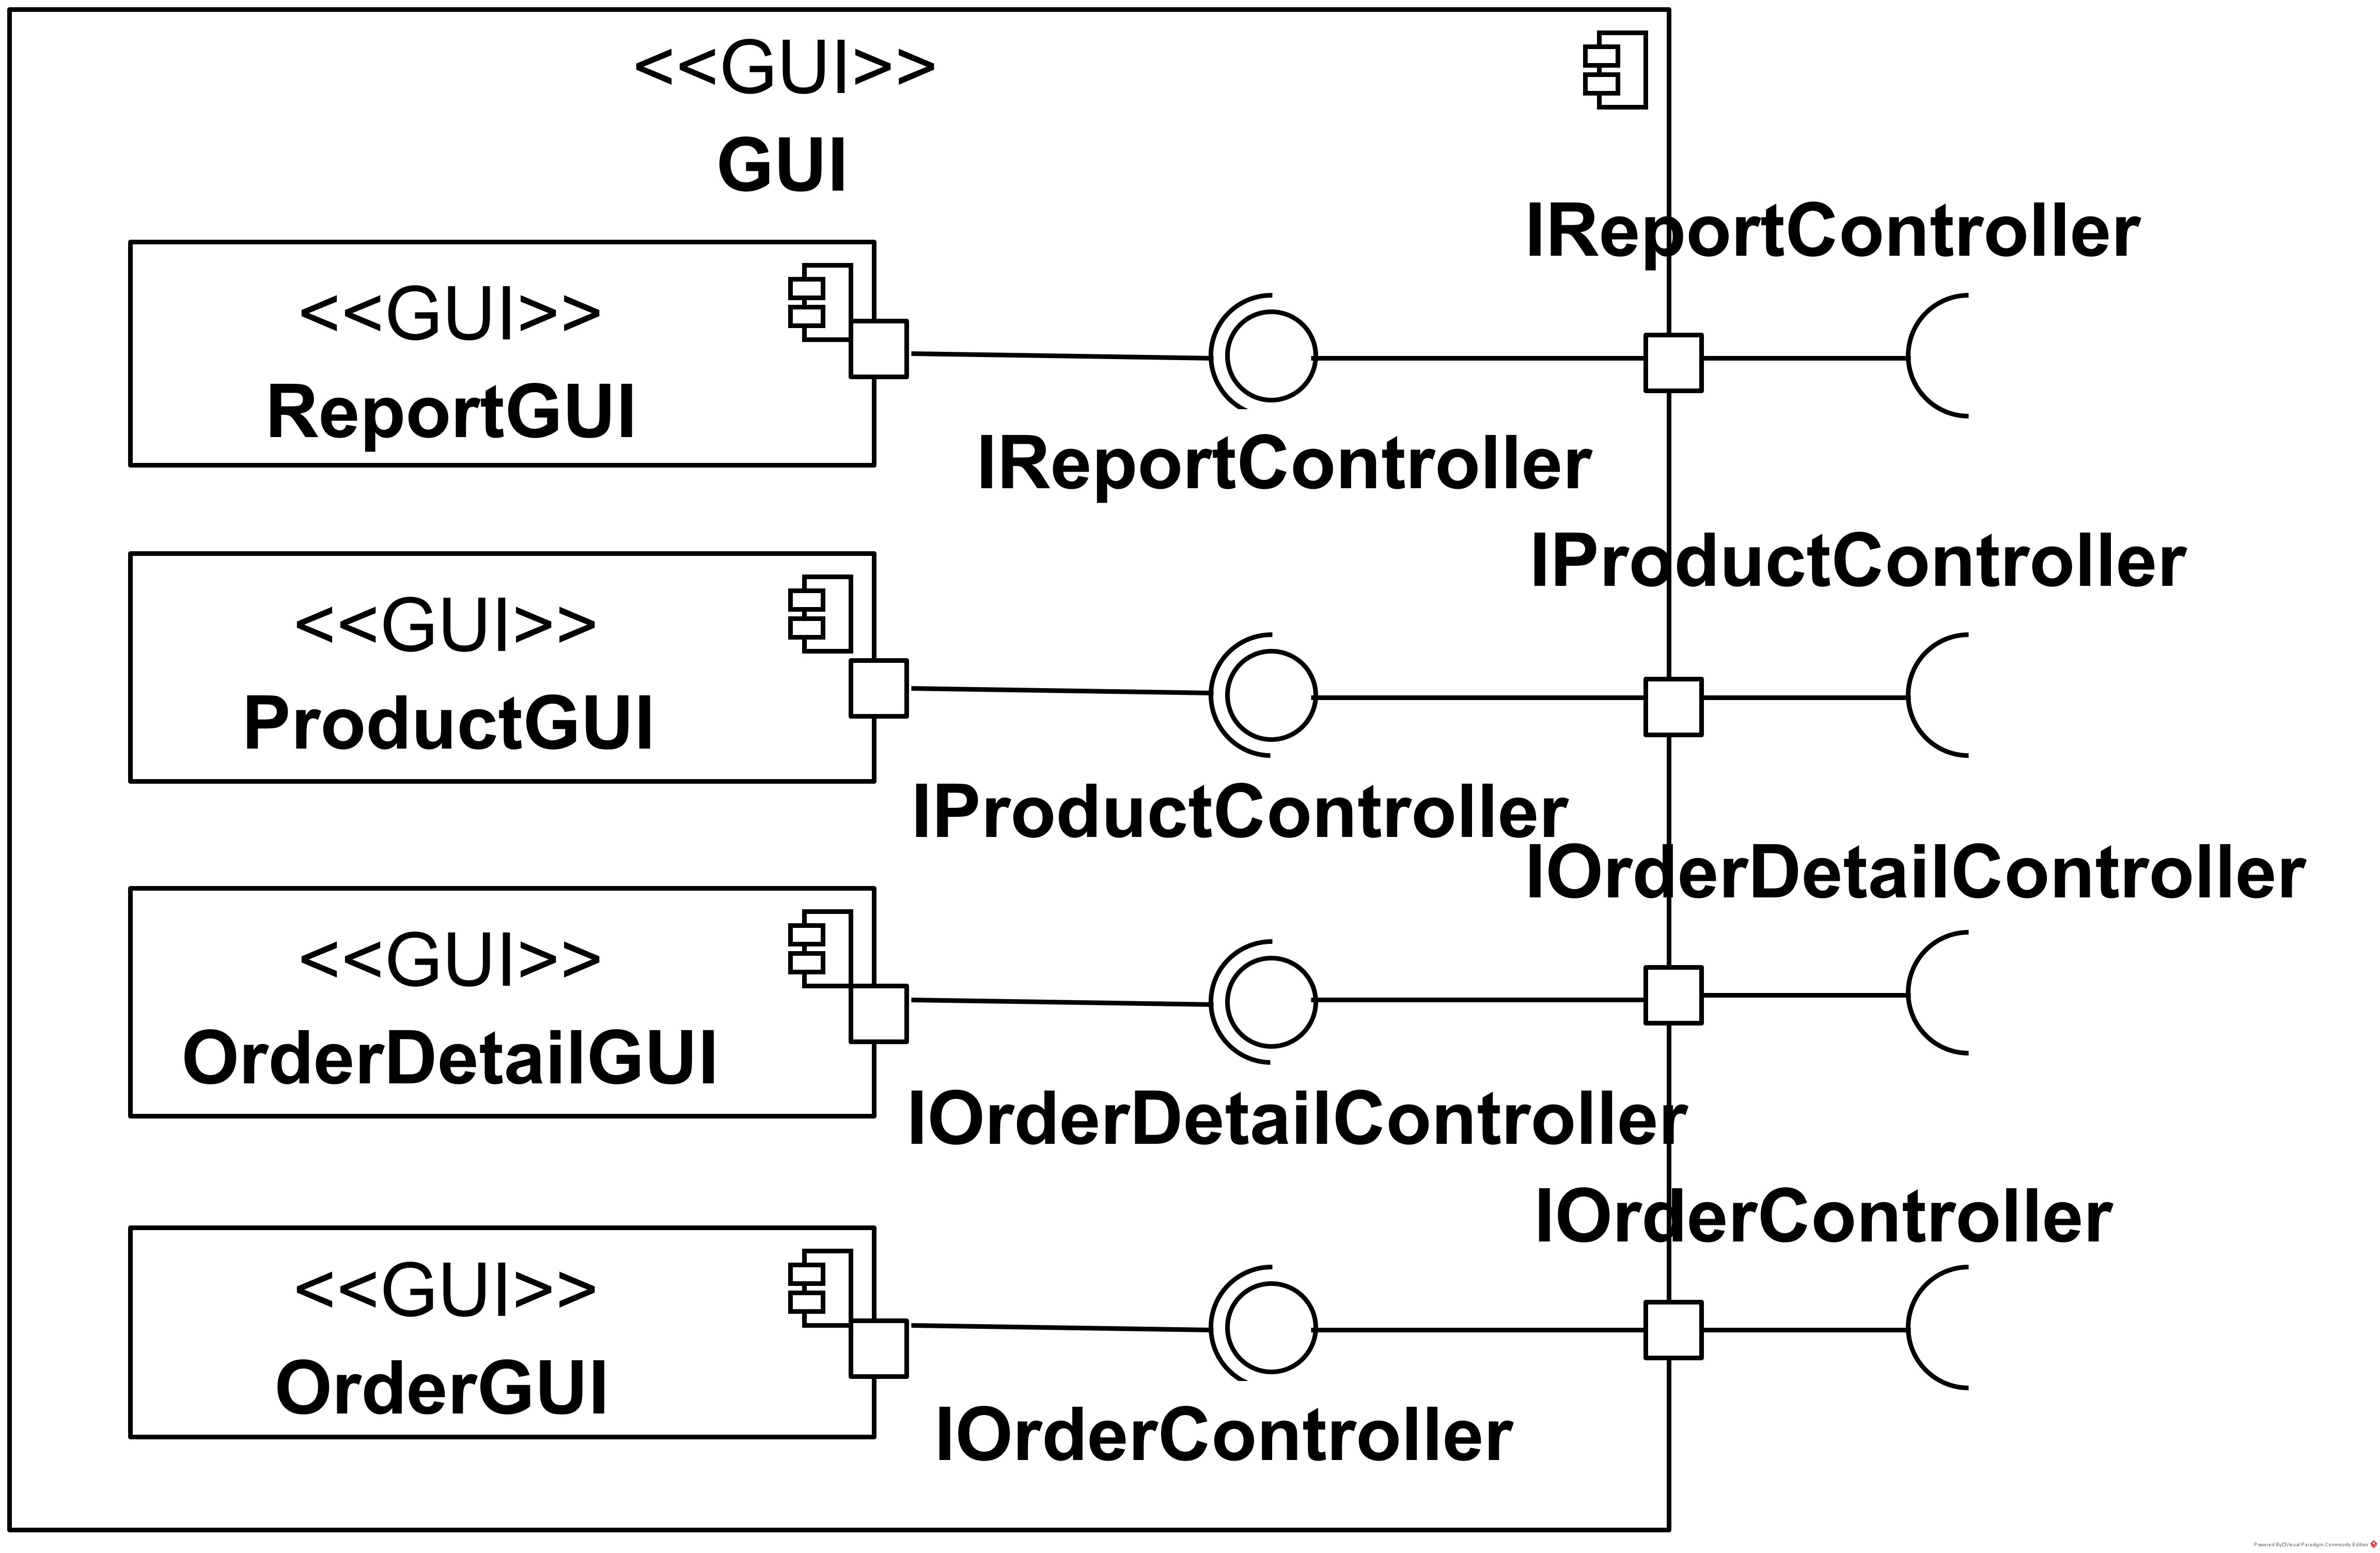 <<GUI>>
GUI
IReportController
<<GUI>>
ReportGUI
IReportController
IProductController
<<GUI>>
ProductGUI
IProductController
IOrderDetailController
<<GUI>>
OrderDetailGUI
IOrderDetailController
IOrderController
<<GUI>>
OrderGUI
IOrderController
Powered By Visual Paradigm Community Edition